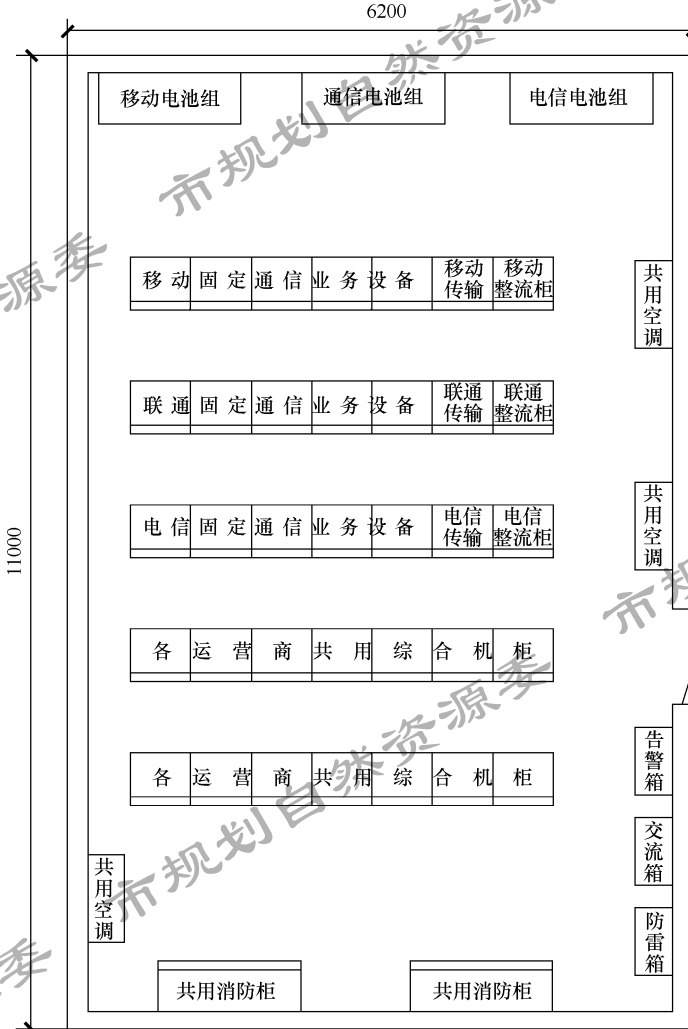 6200
移动电池组
通信电池组
电信电池组
移动固定通信业务设备
移动传输
移动整流柜
共用空调
联通固定通信业务设备
联通传输
联通整流柜
共用空调
电信固定通信业务设备
电信传输
电信整流柜
11000
各运营商共用综合机柜
告警箱
各运营商共用综合机柜
交流箱
共用空调
防雷箱
共用消防柜
共用消防柜
市规划自然资源委
源委
市规划自然资源委
市规
委